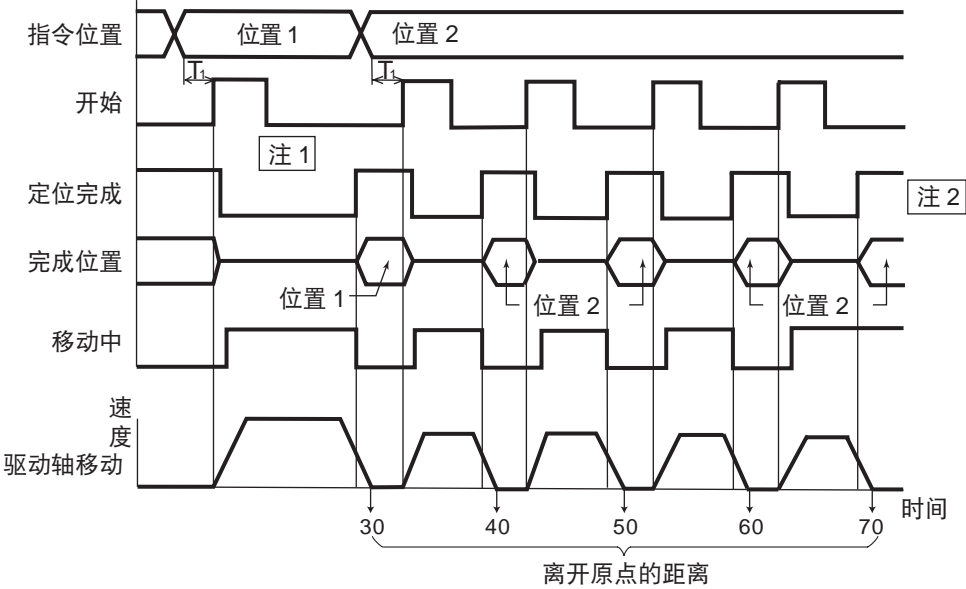 指令位置
位置 1
位置 2
T1
T1
开始
注 1
定位完成
注 2
完成位置
位置 1
位置 2
位置 2
移动中
速度
驱动轴移动
时间
30
40
50
60
70
离开原点的距离